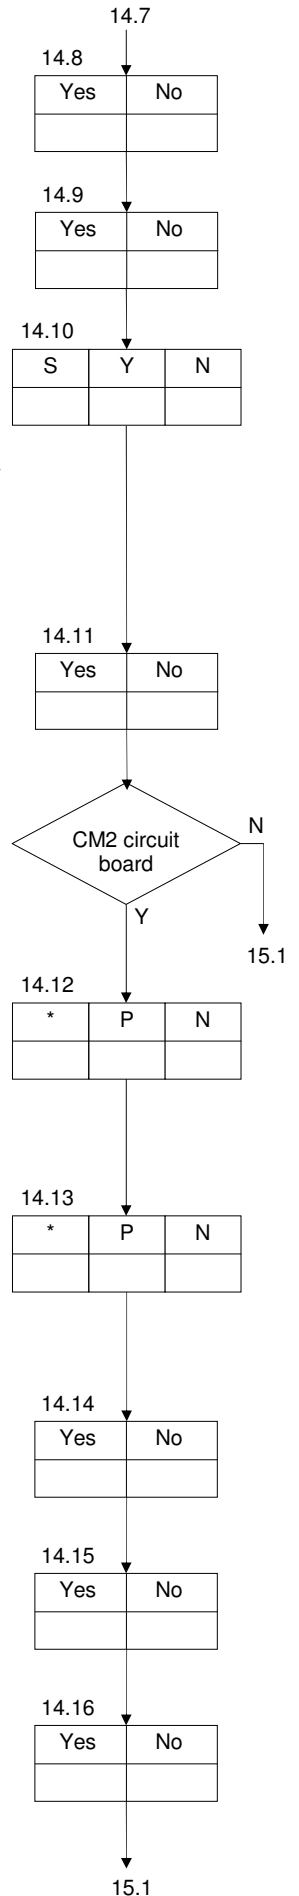 14.7
14.8
Yes No
14.9
Yes No
14.10
S Y N
14.11
Yes No
CM2 circuit
board
N
Y
15.1
14.12
* P N
14.13
* P N
14.14
Yes No
14.15
Yes No
14.16
Yes No
15.1